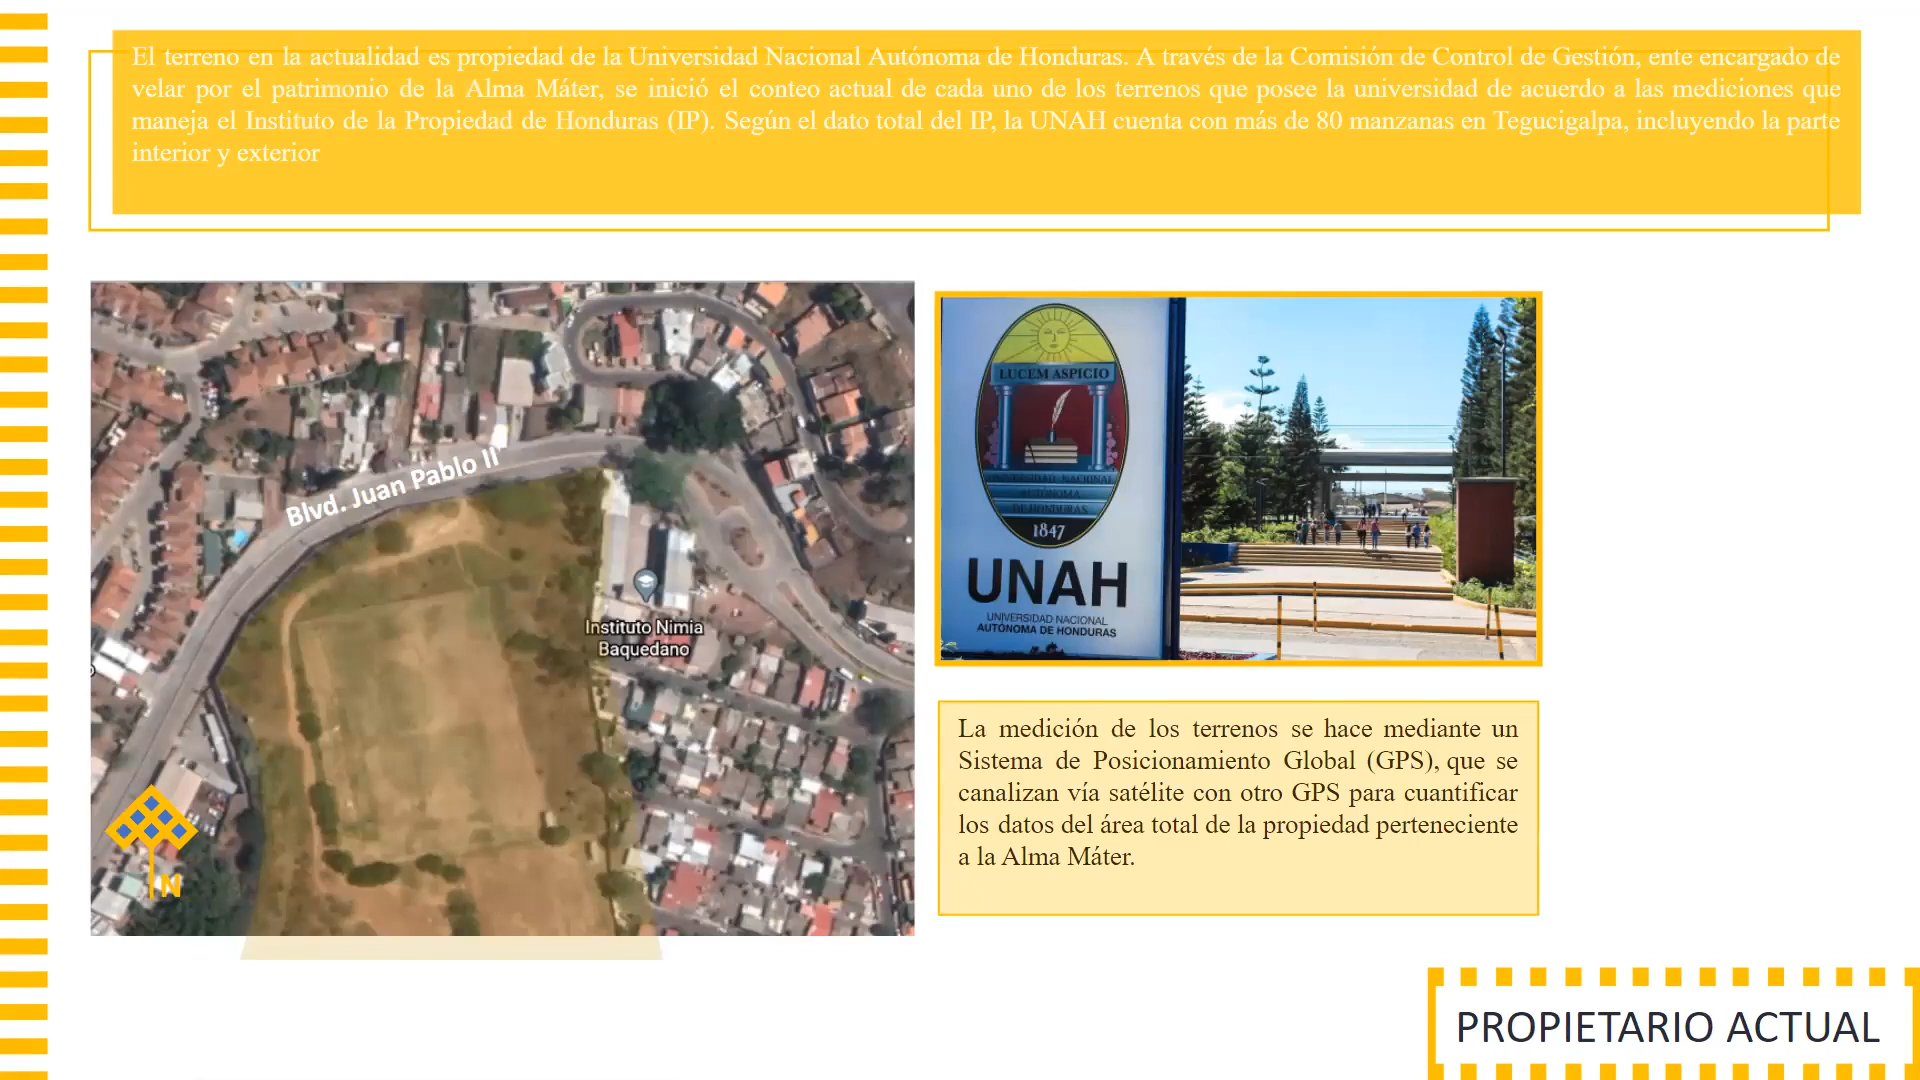 El terreno en la actualidad es propiedad de la Universidad Nacional Autónoma de Honduras. A través de la Comisión de Control de Gestión, ente encargado de
velar por el patrimonio de la Alma Máter, se inició el conteo actual de cada uno de los terrenos que posee la universidad de acuerdo a las mediciones que
maneja el Instituto de la Propiedad de Honduras (IP). Según el dato total del IP, la UNAH cuenta con más de 80 manzanas en Tegucigalpa, incluyendo la parte
interior y exterior
Blvd. Juan Pablo II
Instituto Nimia
Baquedano
N
LUCEM ASPICIO
UNIVERSIDAD NACIONAL
AUTÓNOMA
DE HONDURAS
1847
UNAH
UNIVERSIDAD NACIONAL
AUTÓNOMA DE HONDURAS
La medición de los terrenos se hace mediante un
Sistema de Posicionamiento Global (GPS), que se
canalizan vía satélite con otro GPS para cuantificar
los datos del área total de la propiedad perteneciente
a la Alma Máter.
PROPIETARIO ACTUAL